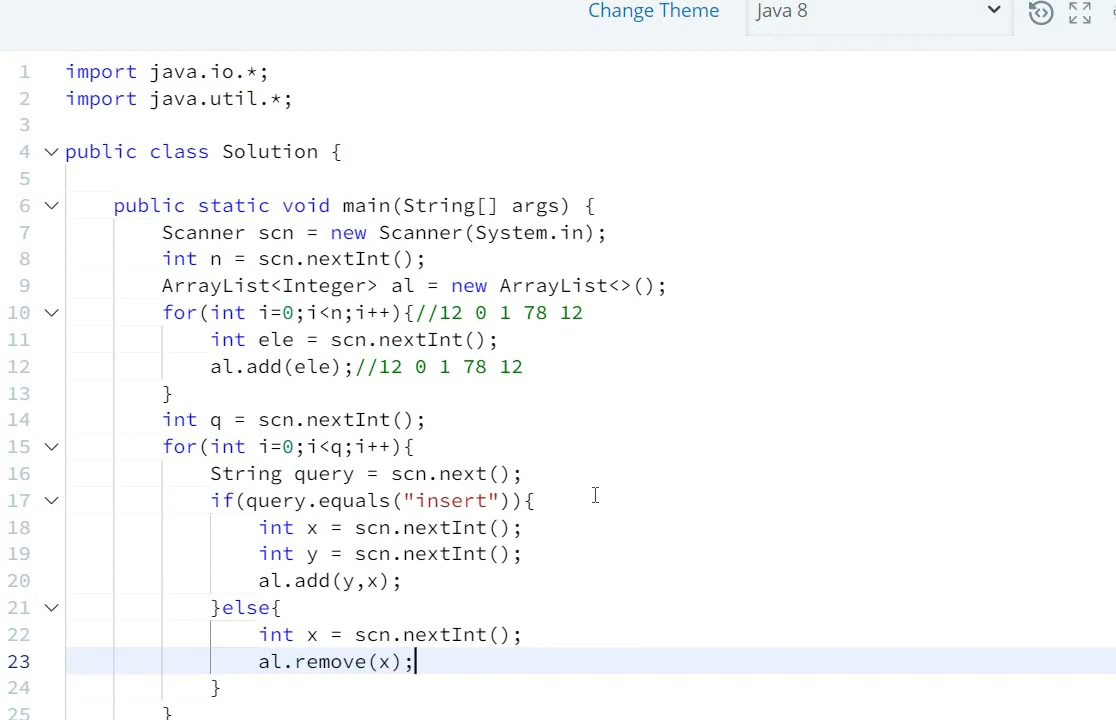 Change Theme Java 8
1 import java.io.*;
2 import java.util.*;
3
4 public class Solution {
5
6 public static void main(String[] args) {
7 Scanner scn = new Scanner(System.in);
8 int n = scn.nextInt();
9 ArrayList<Integer> al = new ArrayList<>();
10 for(int i=0;i<n;i++){//12 0 1 78 12
11 int ele = scn.nextInt();
12 al.add(ele);//12 0 1 78 12
13 }
14 int q = scn.nextInt();
15 for(int i=0;i<q;i++){
16 String query = scn.next();
17 if(query.equals("insert")){
18 int x = scn.nextInt();
19 int y = scn.nextInt();
20 al.add(y,x);
21 }else{
22 int x = scn.nextInt();
23 al.remove(x);
24 }
25 }